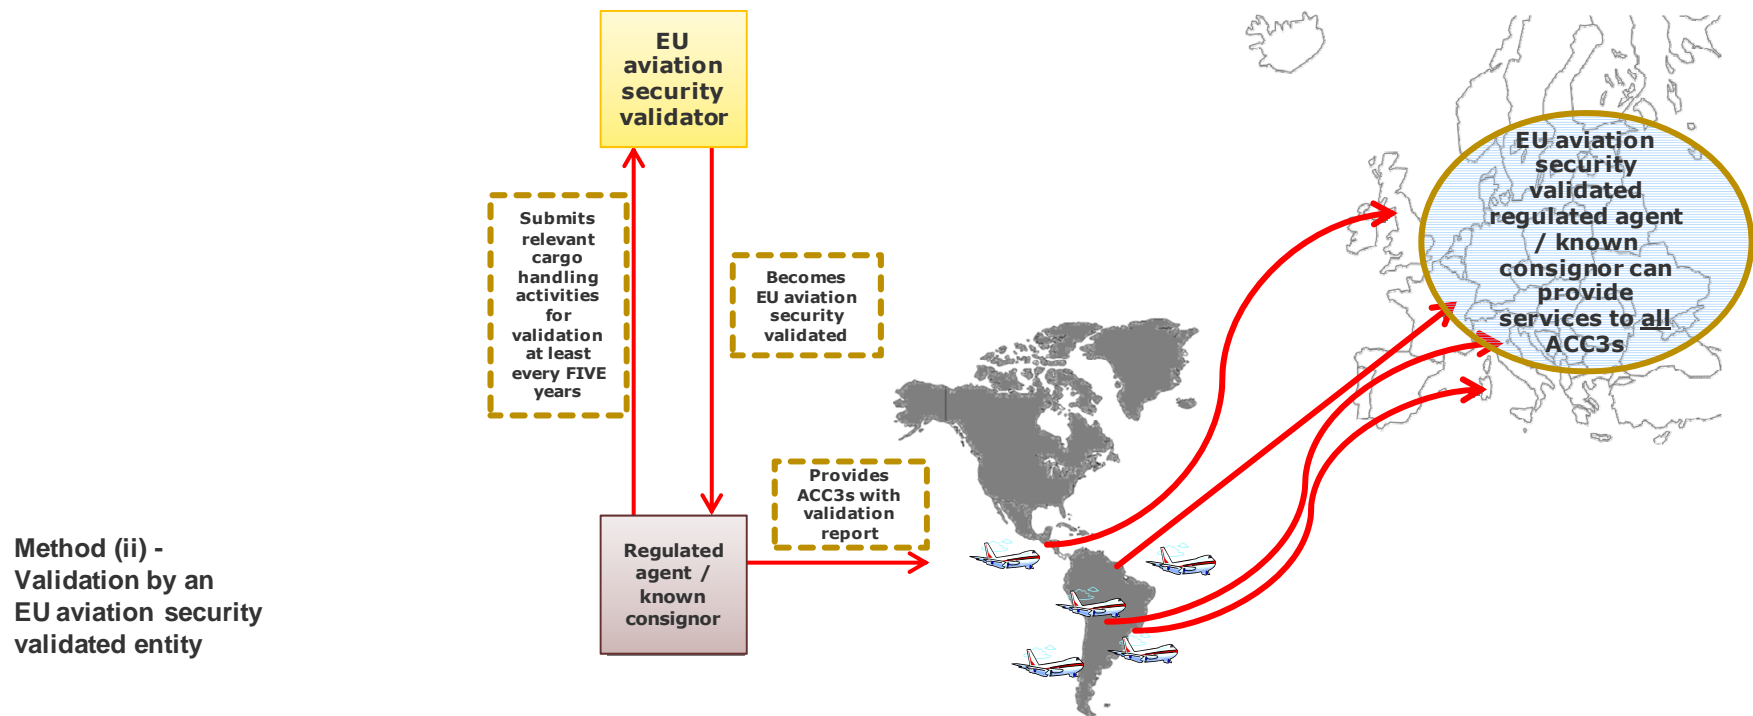 EU
aviation
security
validator
Submits
relevant
cargo
handling
activities
for
validation
at least
every FIVE
years
Becomes
EU aviation
security
validated
Provides
ACC3s with
validation
report
Regulated
agent /
known
consignor
EU aviation
security
validated
regulated agent
/ known
consignor can
provide
services to all
ACC3s
Method (ii) -
Validation by an
EU aviation security
validated entity